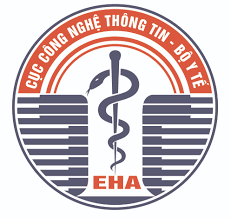 CỤC CÔNG NGHỆ THÔNG TIN - BỘ Y TẾ
EHA